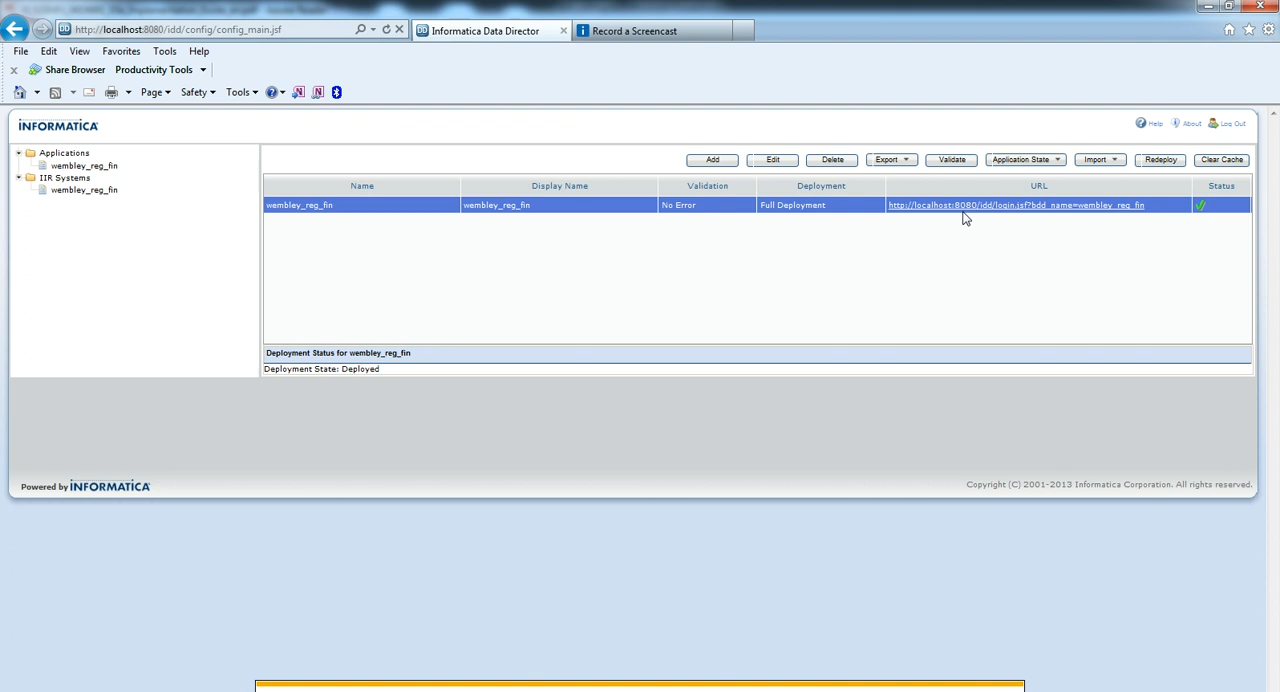 http://localhost:8080/idd/config/config_main.jsf
Informatica Data Director
Record a Screencast
File Edit View Favorites Tools Help
Share Browser Productivity Tools
Page Safety Tools
INFORMATICA
Help About Log Out
Applications
wembley_reg_fin
IIR Systems
wembley_reg_fin
Add Edit Delete Export Validate Application State Import Redeploy Clear Cache
Name Display Name Validation Deployment URL Status
wembley_reg_fin wembley_reg_fin No Error Full Deployment http://localhost:8080/idd/login.jsf?bdd_name=wembley_reg_fin
Deployment Status for wembley_reg_fin
Deployment State: Deployed
Powered by INFORMATICA
Copyright (C) 2001-2013 Informatica Corporation. All rights reserved.